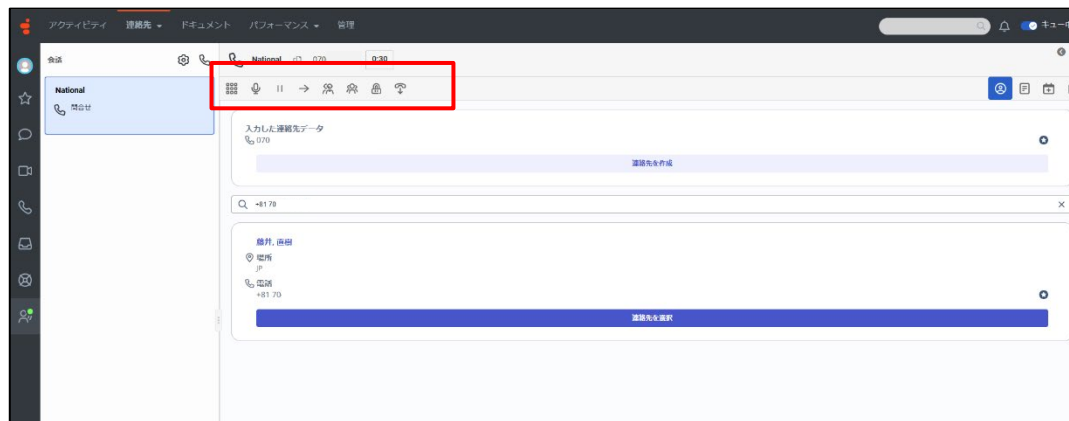 アクティビティ 連絡先 ドキュメント パフォーマンス 管理
キュー
会話
National 070 0:30
National
問合せ
入力した連絡先データ
070
連絡先を作成
+81 70
藤井, 直樹
場所
JP
電話
+81 70
連絡先を選択